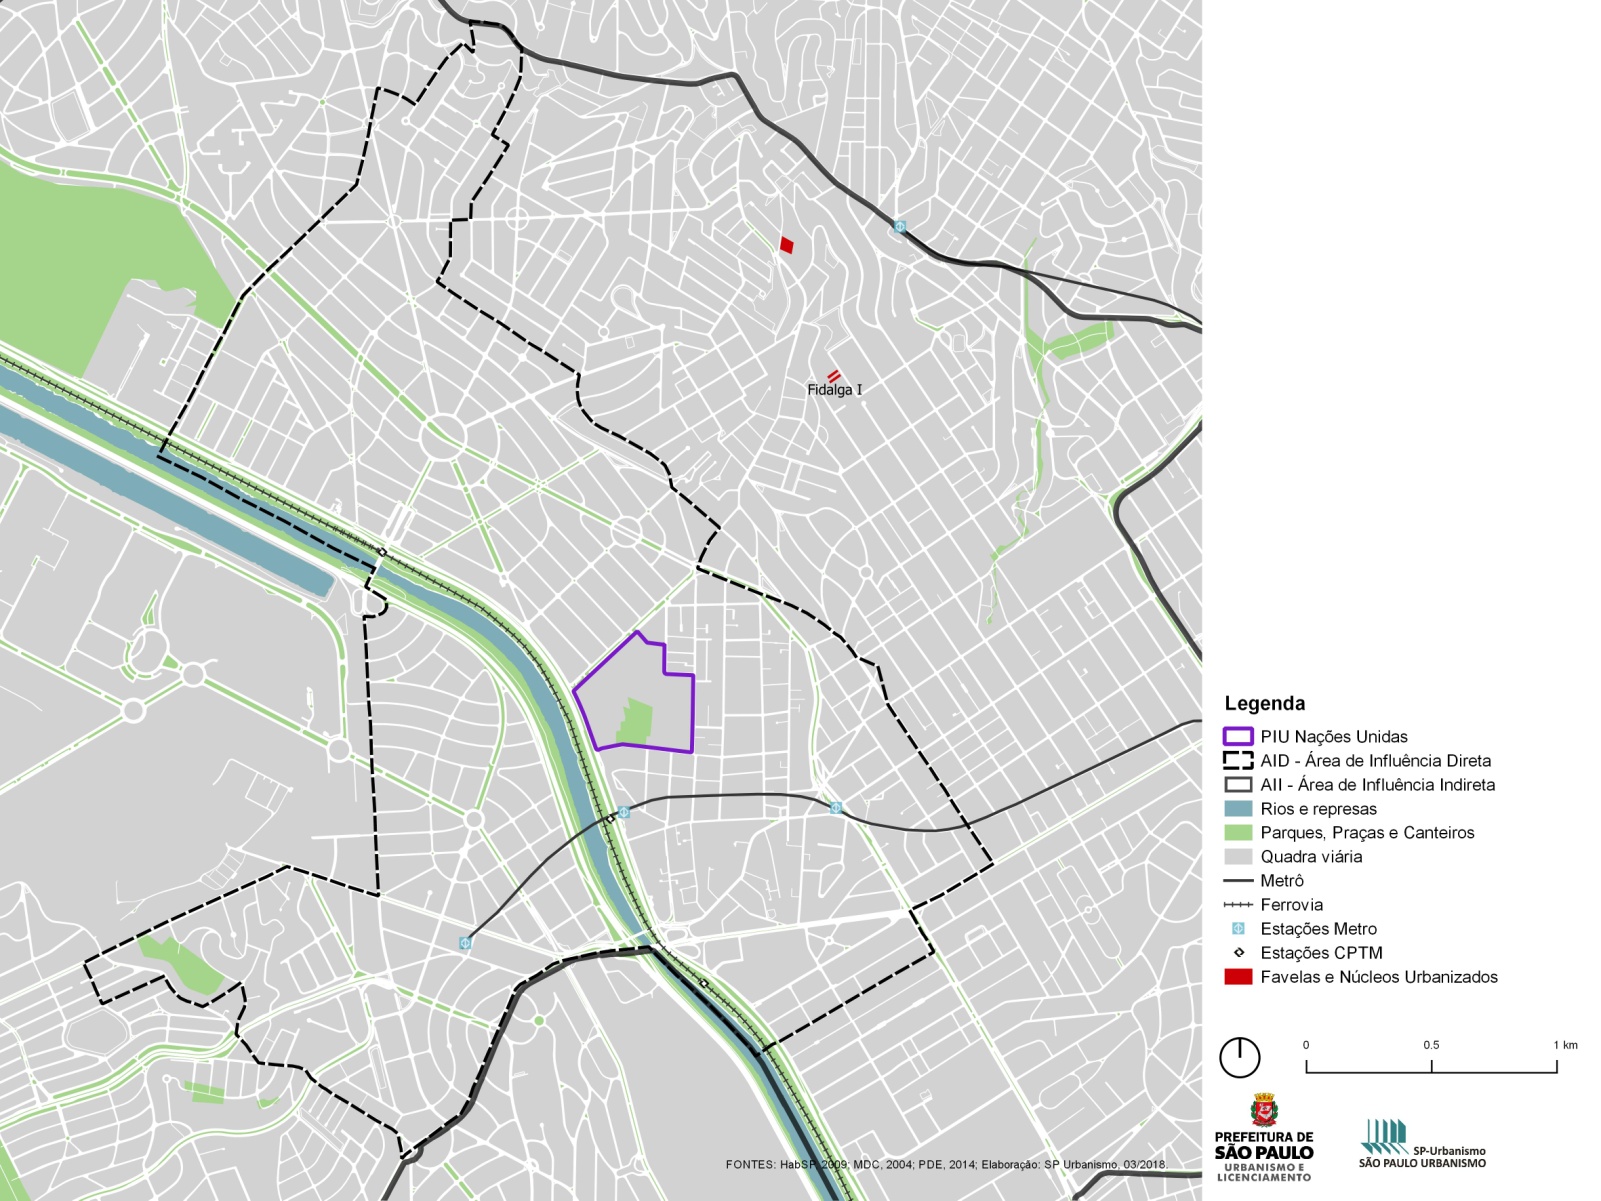 Fidalga I
Legenda
PIU Nações Unidas
AID - Área de Influência Direta
AII - Área de Influência Indireta
Rios e represas
Parques, Praças e Canteiros
Quadra viária
Metrô
Ferrovia
Estações Metro
Estações CPTM
Favelas e Núcleos Urbanizados
0 0.5 1 km
PREFEITURA DE
SÃO PAULO
URBANISMO E
LICENCIAMENTO
SP-Urbanismo
SÃO PAULO URBANISMO
FONTES: HabSP, 2009; MDC, 2004; PDE, 2014; Elaboração: SP Urbanismo, 03/2018.